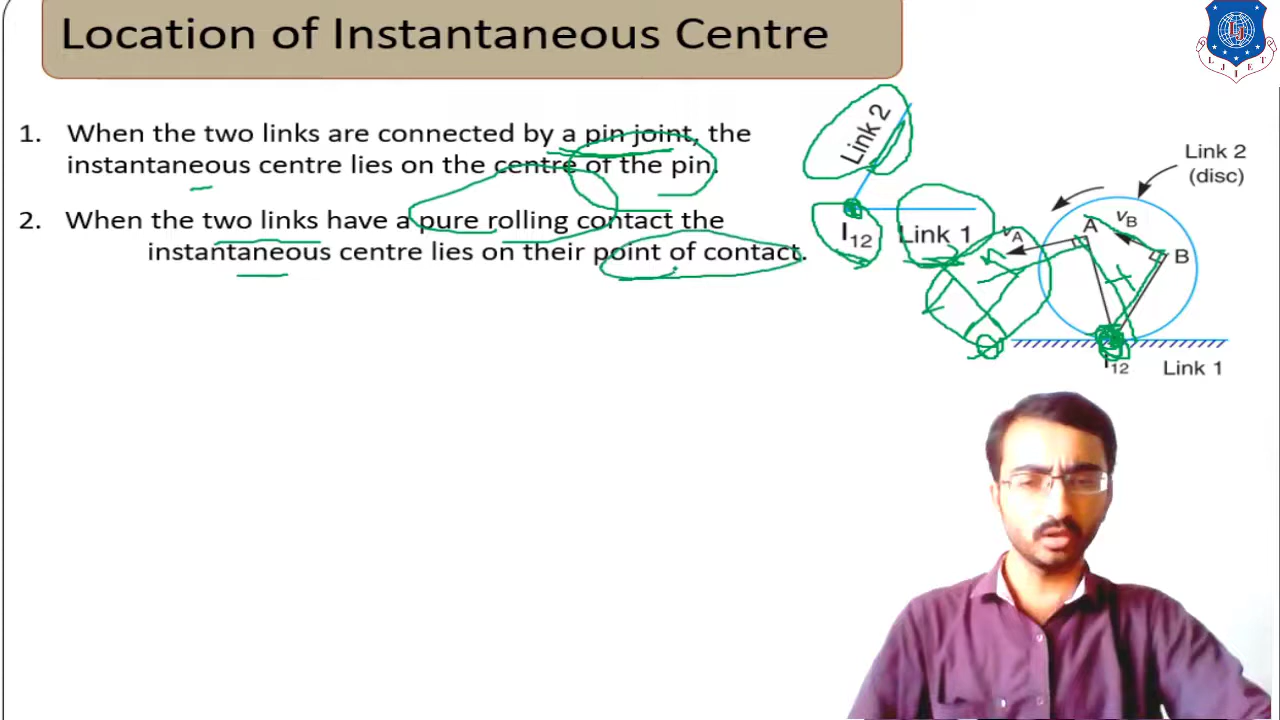 Location of Instantaneous Centre
LJIET
1. When the two links are connected by a pin joint, the
instantaneous centre lies on the centre of the pin.
2. When the two links have a pure rolling contact the
instantaneous centre lies on their point of contact.
Link 2
I12
Link 1
Link 2
(disc)
vA
A
vB
B
I12
Link 1